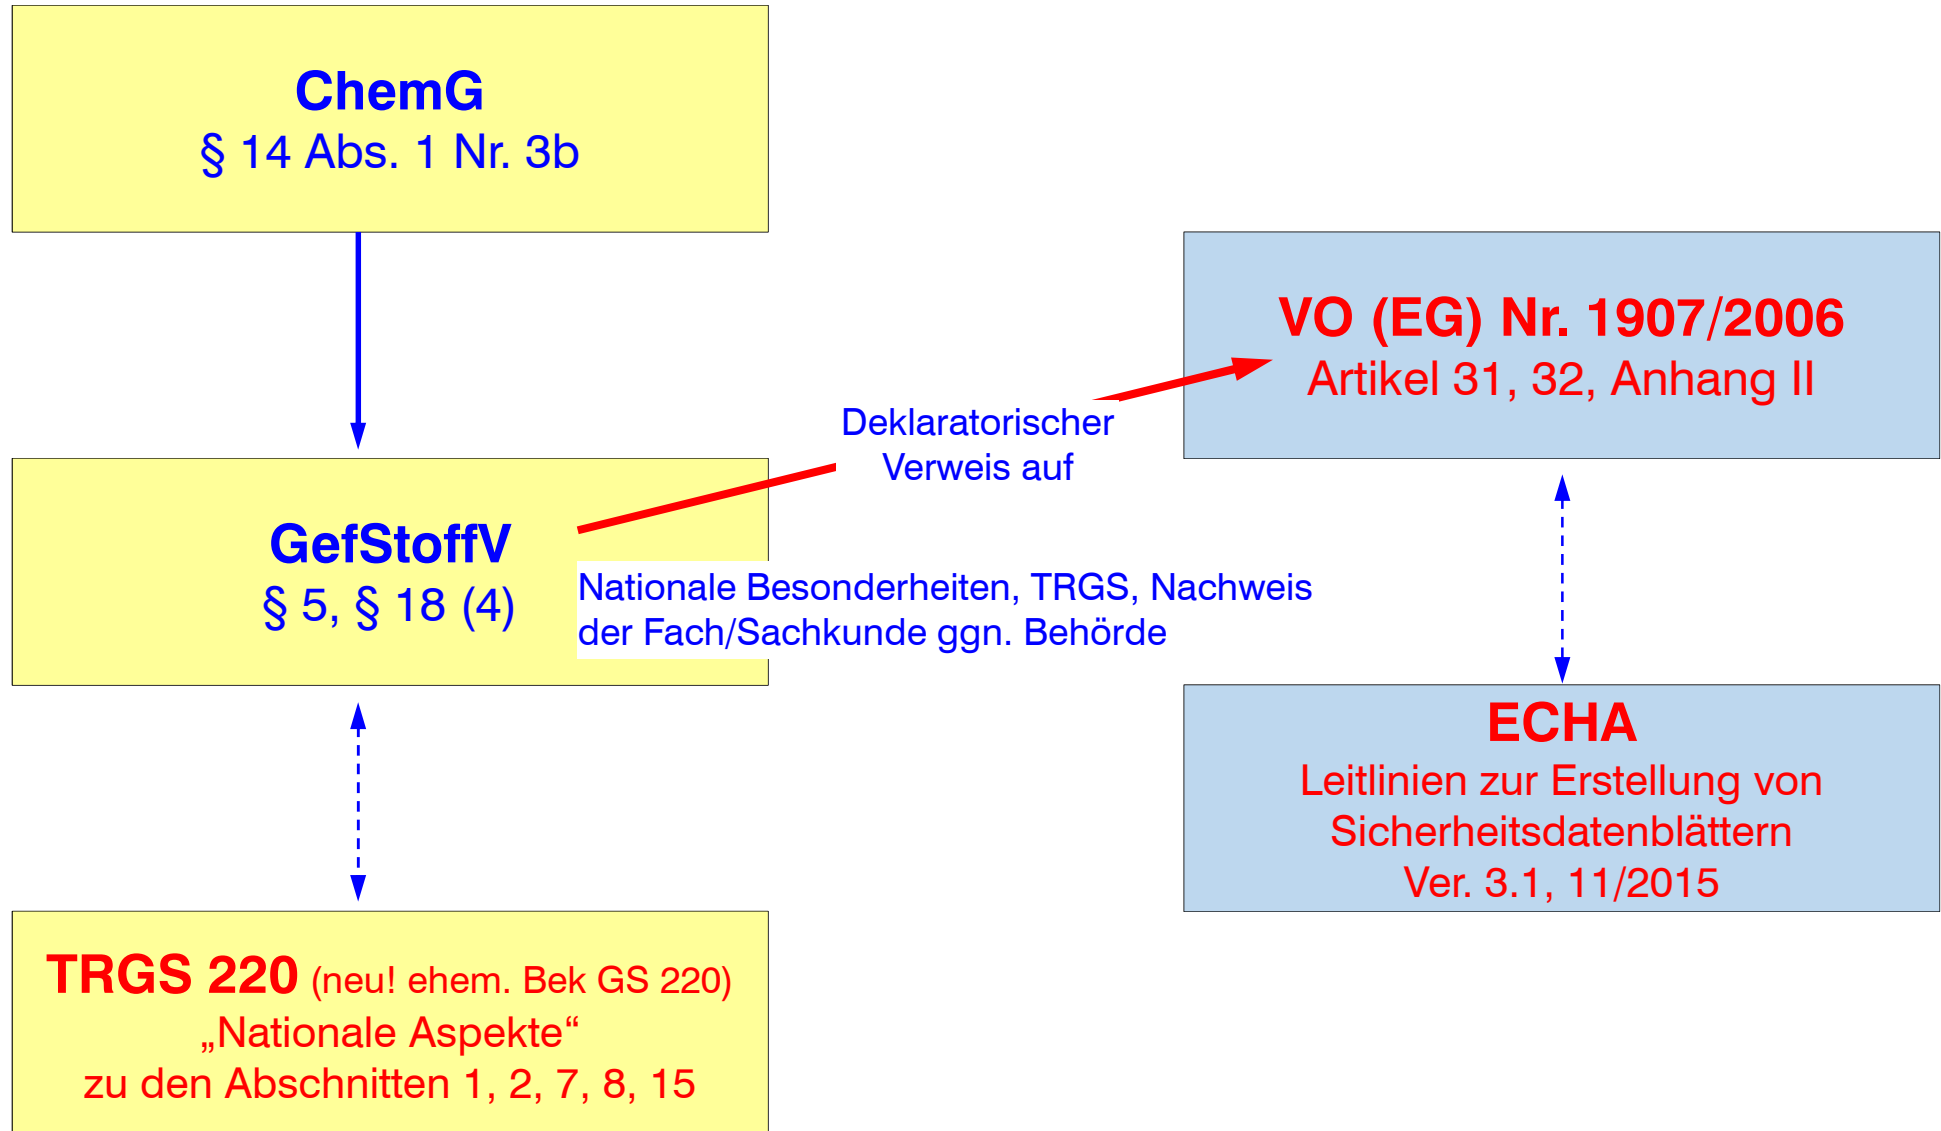 ChemG
§ 14 Abs. 1 Nr. 3b
VO (EG) Nr. 1907/2006
Artikel 31, 32, Anhang II
Deklaratorischer
Verweis auf
GefStoffV
§ 5, § 18 (4)
Nationale Besonderheiten, TRGS, Nachweis
der Fach/Sachkunde ggn. Behörde
ECHA
Leitlinien zur Erstellung von
Sicherheitsdatenblättern
Ver. 3.1, 11/2015
TRGS 220 (neu! ehem. Bek GS 220)
„Nationale Aspekte“
zu den Abschnitten 1, 2, 7, 8, 15